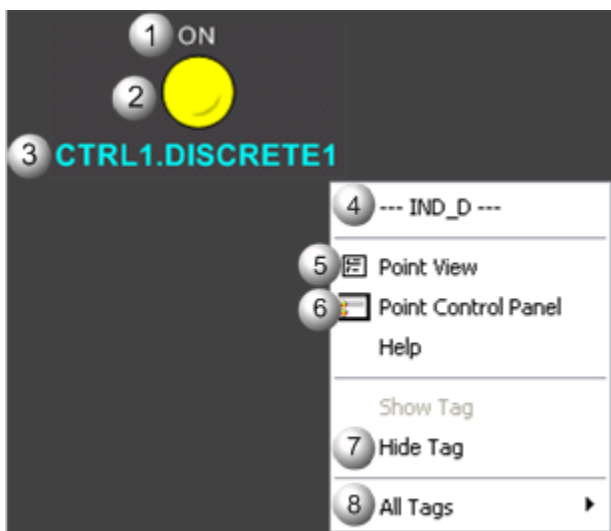 1 ON
2
3 CTRL1.DISCRETE1
4 --- IND_D ---
5 Point View
6 Point Control Panel
Help
Show Tag
7 Hide Tag
8 All Tags